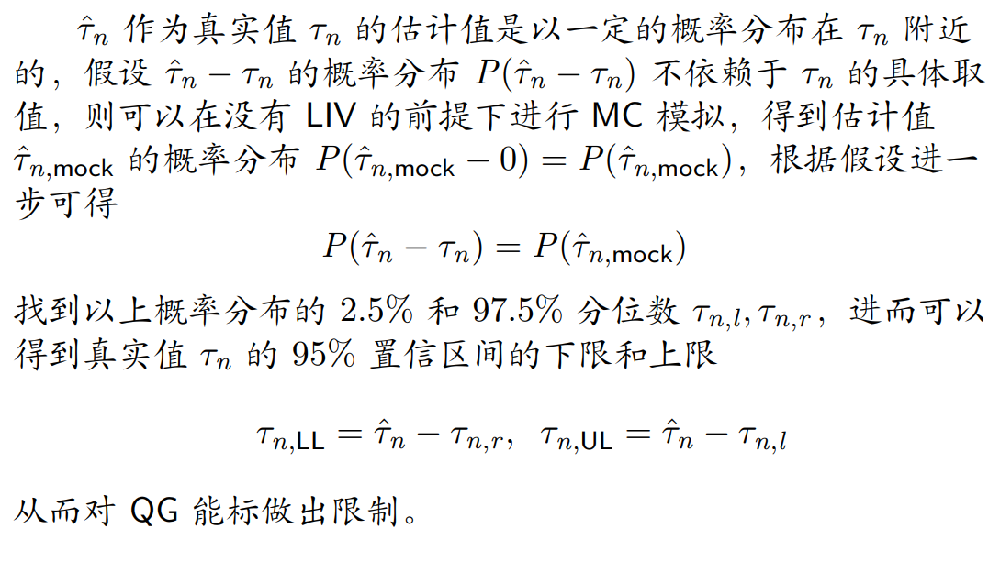 $\hat{\tau}_n$ 作为真实值 $\tau_n$ 的估计值是以一定的概率分布在 $\tau_n$ 附近
的，假设 $\hat{\tau}_n - \tau_n$ 的概率分布 $P(\hat{\tau}_n - \tau_n)$ 不依赖于 $\tau_n$ 的具体取
值，则可以在没有 LIV 的前提下进行 MC 模拟，得到估计值
$\hat{\tau}_{n,\mathsf{mock}}$ 的概率分布 $P(\hat{\tau}_{n,\mathsf{mock}} - 0) = P(\hat{\tau}_{n,\mathsf{mock}})$，根据假设进一
步可得
$P(\hat{\tau}_n - \tau_n) = P(\hat{\tau}_{n,\mathsf{mock}})$
找到以上概率分布的 2.5% 和 97.5% 分位数 $\tau_{n,l}, \tau_{n,r}$，进而可以
得到真实值 $\tau_n$ 的 95% 置信区间的下限和上限
$\tau_{n,\mathsf{LL}} = \hat{\tau}_n - \tau_{n,r}, \ \tau_{n,\mathsf{UL}} = \hat{\tau}_n - \tau_{n,l}$
从而对 QG 能标做出限制。